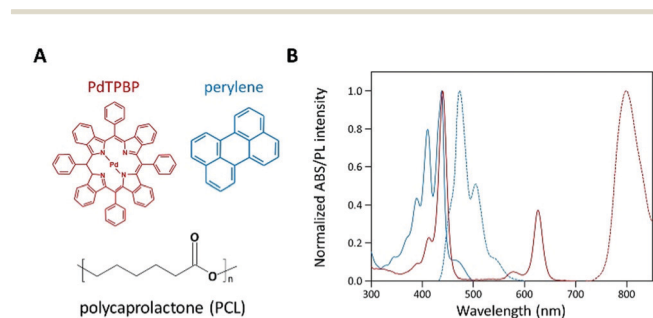 A
PdTPBP
perylene
N
N
Pd
N
N
O
O
n
polycaprolactone (PCL)
B
Normalized ABS/PL intensity
1.0
0.8
0.6
0.4
0.2
0.0
300 400 500 600 700 800
Wavelength (nm)